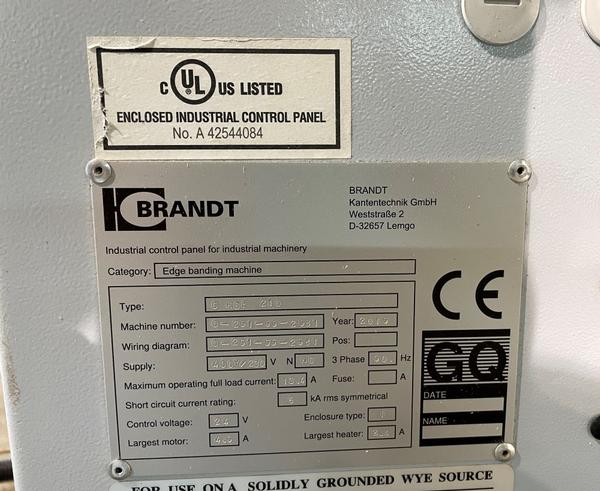 C UL® US LISTED
ENCLOSED INDUSTRIAL CONTROL PANEL
No. A 42544084
BRANDT
BRANDT
Kantentechnik GmbH
Weststraße 2
D-32657 Lemgo
Industrial control panel for industrial machinery
Category: Edge banding machine
CE
Type:
Machine number: Year:
Wiring diagram: Pos:
Supply: V N 3 Phase Hz
Maximum operating full load current: A Fuse: A
Short circuit current rating: kA rms symmetrical
Control voltage: 24 V Enclosure type:
Largest motor: A Largest heater: A
GQ
DATE
NAME
FOR USE ON A SOLIDLY GROUNDED WYE SOURCE